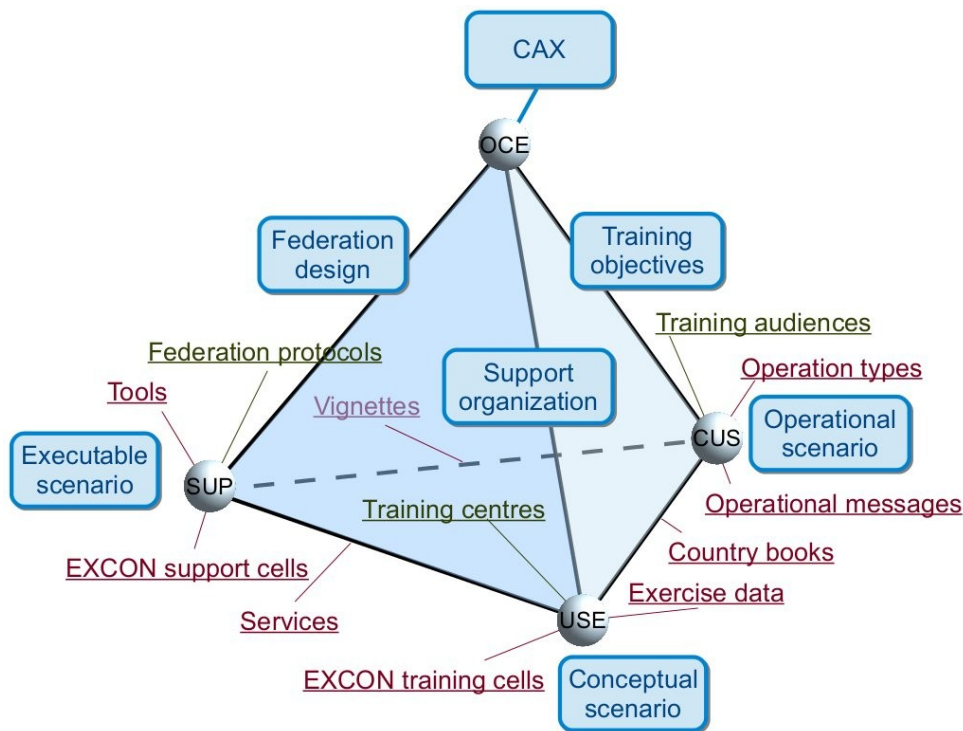 CAX
OCE
Federation
design
Training
objectives
Training audiences
Federation protocols
Operation types
Tools
Vignettes
Support
organization
Executable
scenario
SUP
CUS
Operational
scenario
Training centres
Operational messages
EXCON support cells
Country books
Services
Exercise data
USE
EXCON training cells
Conceptual
scenario